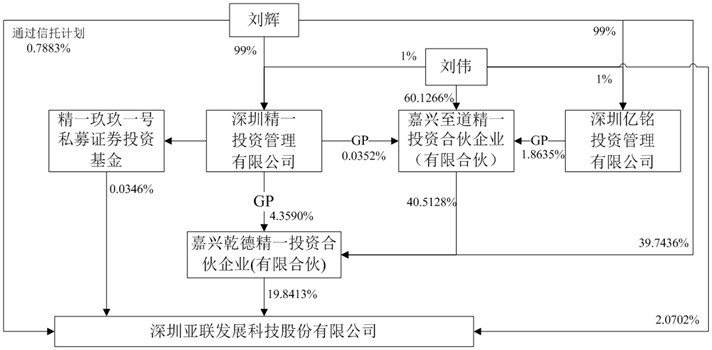 刘辉
通过信托计划
0.7883%
99%
99%
1%
刘伟
1%
60.1266%
精一玖玖一号
私募证券投资
基金
深圳精一
投资管理
有限公司
GP
0.0352%
嘉兴至道精一
投资合伙企业
（有限合伙）
GP
1.8635%
深圳亿铭
投资管理
有限公司
0.0346%
GP
4.3590%
40.5128%
39.7436%
嘉兴乾德精一投资合
伙企业(有限合伙)
19.8413%
2.0702%
深圳亚联发展科技股份有限公司